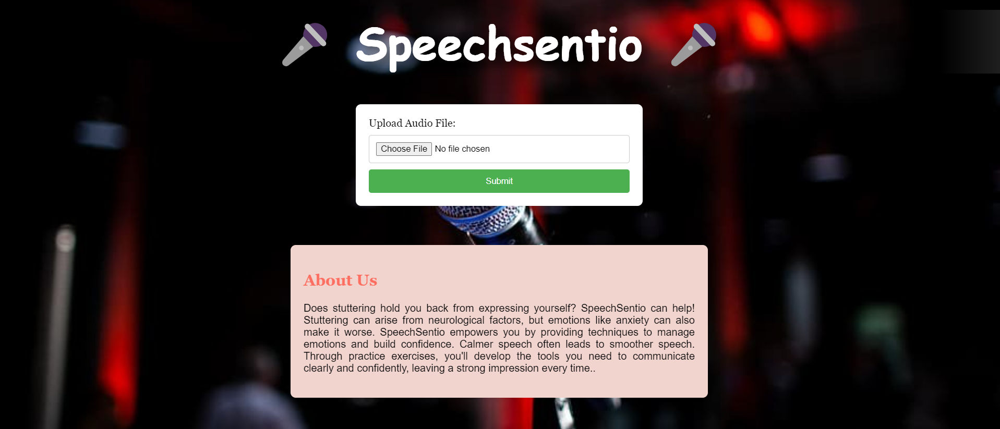 Speechsentio
Upload Audio File:
Choose File No file chosen
Submit
About Us
Does stuttering hold you back from expressing yourself? SpeechSentio can help!
Stuttering can arise from neurological factors, but emotions like anxiety can also
make it worse. SpeechSentio empowers you by providing techniques to manage
emotions and build confidence. Calmer speech often leads to smoother speech.
Through practice exercises, you'll develop the tools you need to communicate
clearly and confidently, leaving a strong impression every time..